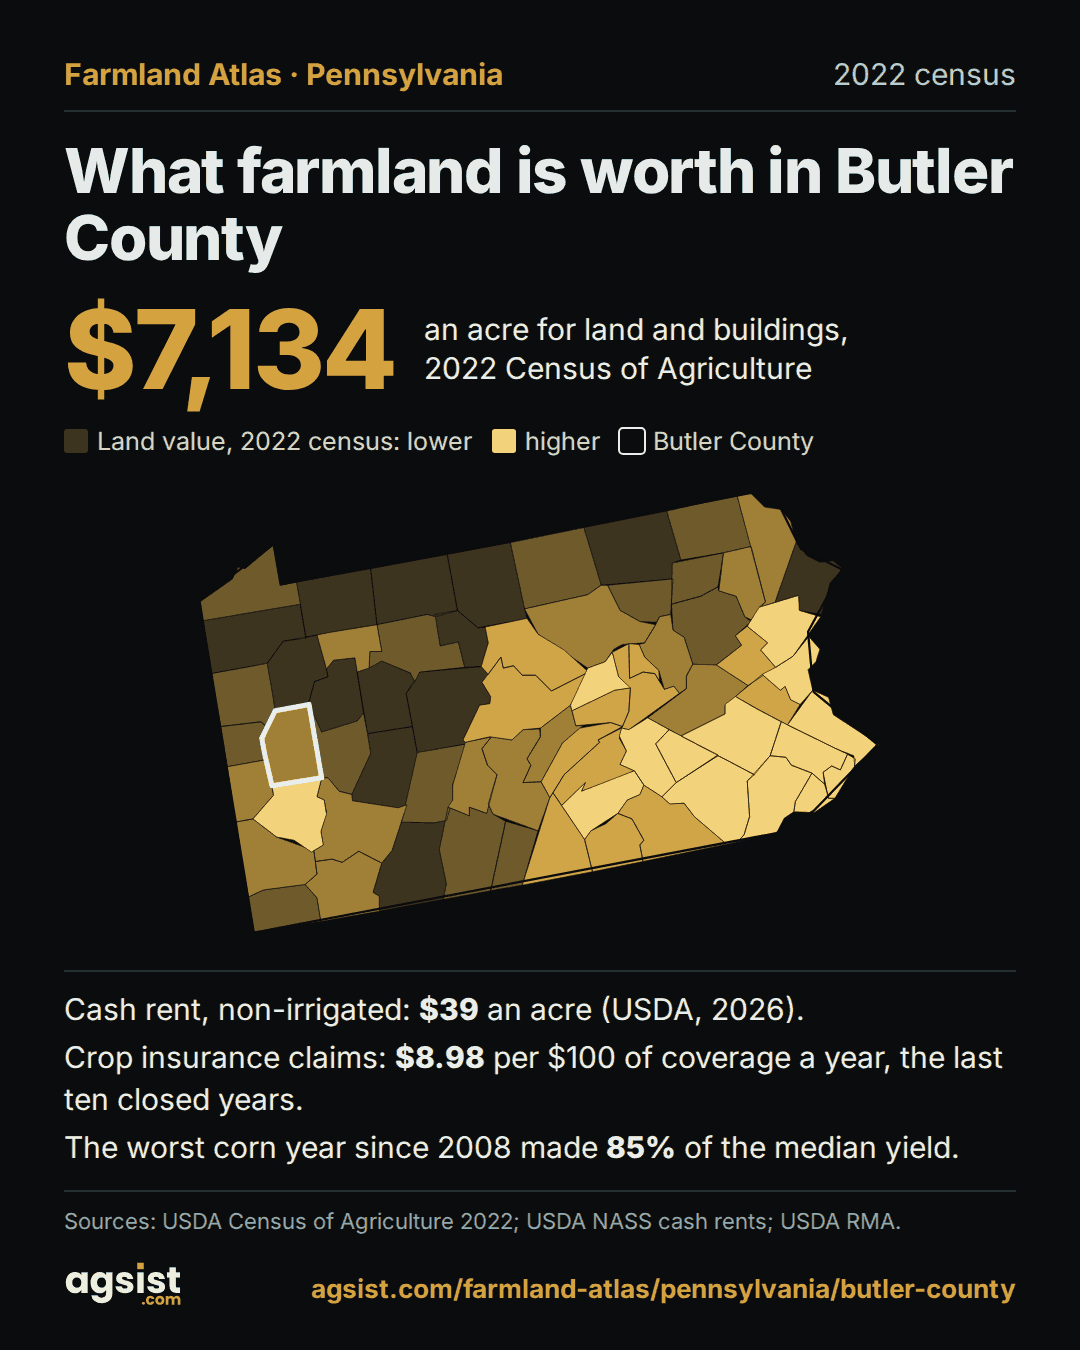 Farmland Atlas · Pennsylvania
2022 census
What farmland is worth in Butler
County
$7,134
an acre for land and buildings,
2022 Census of Agriculture
Land value, 2022 census: lower
higher
Butler County
Cash rent, non-irrigated: $39 an acre (USDA, 2026).
Crop insurance claims: $8.98 per $100 of coverage a year, the last
ten closed years.
The worst corn year since 2008 made 85% of the median yield.
Sources: USDA Census of Agriculture 2022; USDA NASS cash rents; USDA RMA.
agsist
.com
agsist.com/farmland-atlas/pennsylvania/butler-county